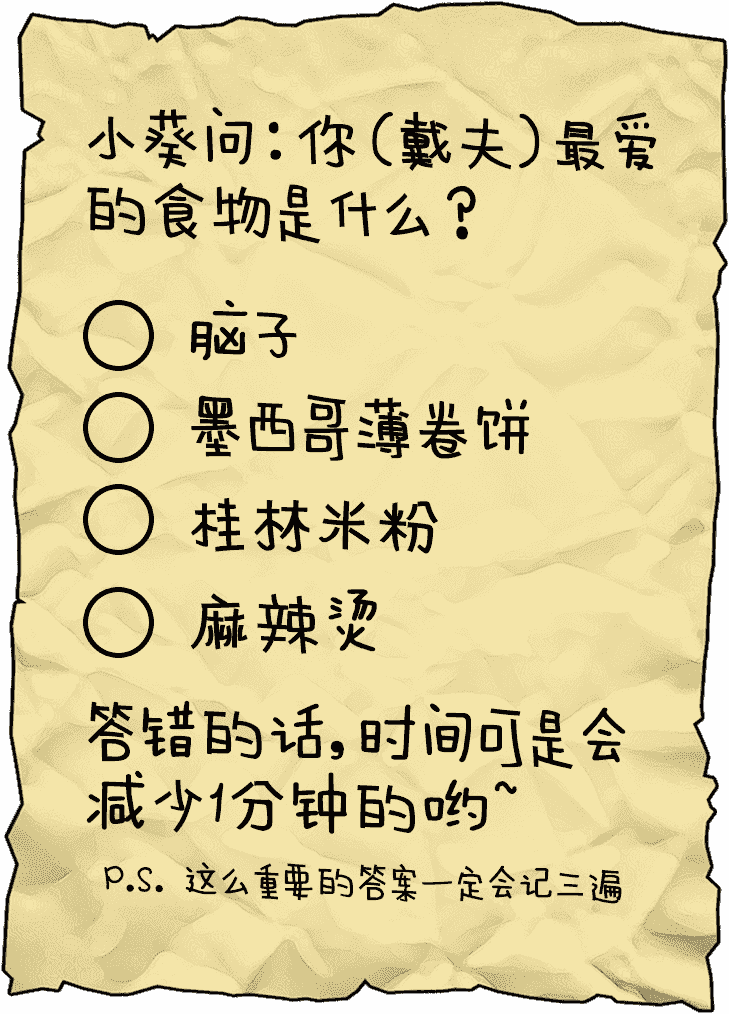 小葵问:你(戴夫)最爱
的食物是什么?
脑子
墨西哥薄卷饼
桂林米粉
麻辣烫
答错的话,时间可是会
减少1分钟的哟~
P.S. 这么重要的答案一定会记三遍